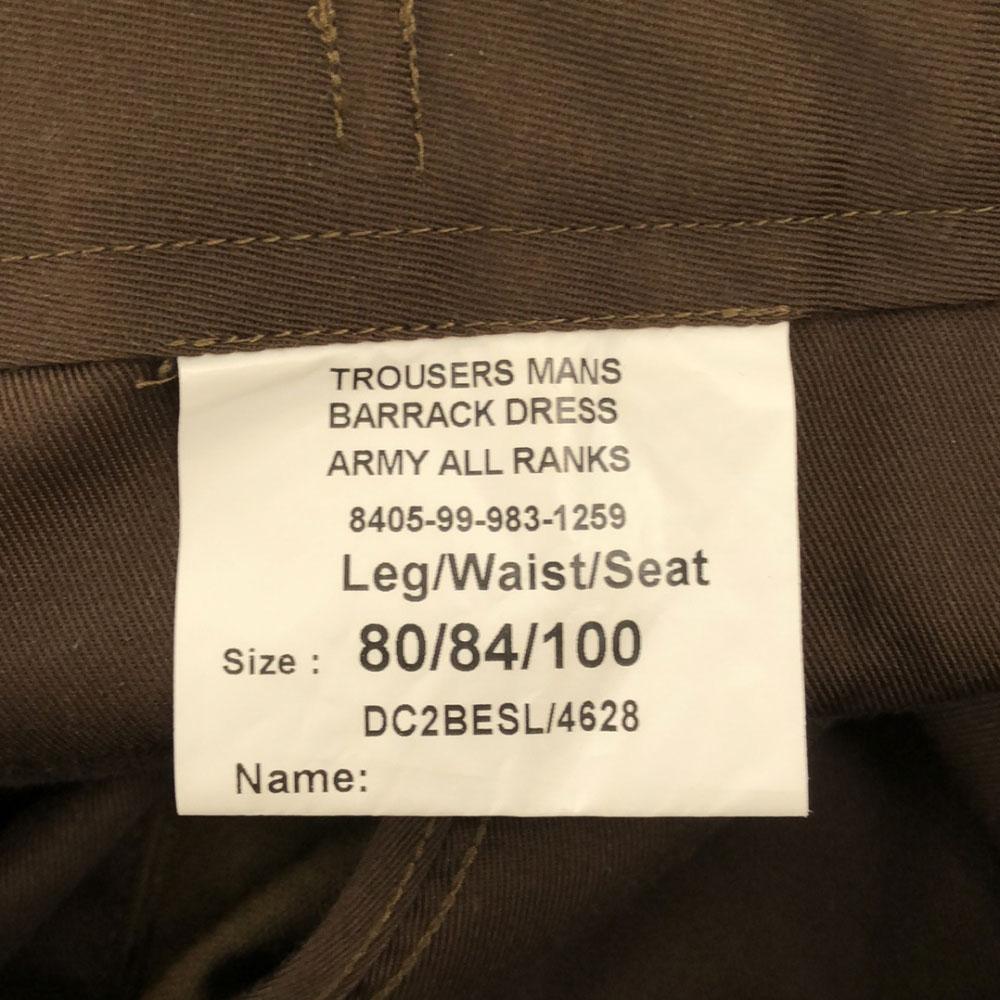 TROUSERS MANS
BARRACK DRESS
ARMY ALL RANKS
8405-99-983-1259
Leg/Waist/Seat
Size : 80/84/100
DC2BESL/4628
Name: